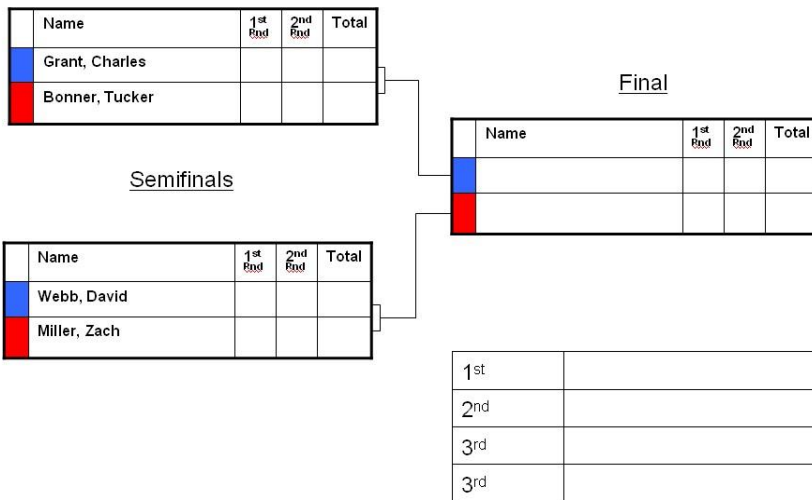 Name 1st Rnd 2nd Rnd Total
Grant, Charles
Bonner, Tucker
Semifinals
Name 1st Rnd 2nd Rnd Total
Webb, David
Miller, Zach
Final
Name 1st Rnd 2nd Rnd Total
1st
2nd
3rd
3rd